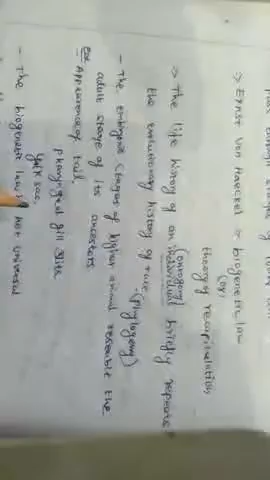 → Ernst Von Haeckel → biogenetic law
(or)
theory of recapitulation
→ The life history of an individual briefly repeats
(ontogeny)
the evolutionary history of race.
(phylogeny)
- The embryonic stages of higher animal resemble the
adult stage of its ancestors
Ex: Appearance of tail,
pharyngeal gill slits
yolk sac.
- The biogenetic law is not universal